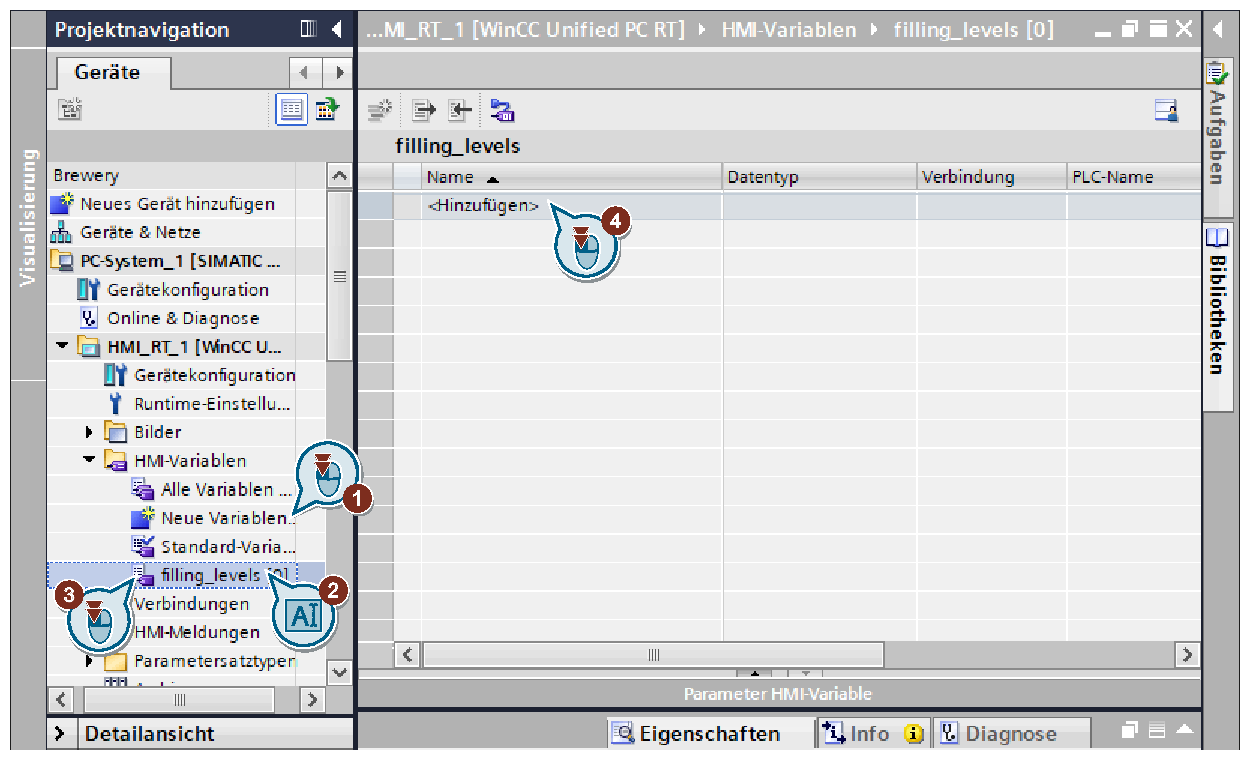 Projektnavigation
...MI_RT_1 [WinCC Unified PC RT] ▸ HMI-Variablen ▸ filling_levels [0]
Geräte
Visualisierung
filling_levels
Brewery
Name
Datentyp
Verbindung
PLC-Name
<Hinzufügen>
4
Neues Gerät hinzufügen
Geräte & Netze
PC-System_1 [SIMATIC ...
Gerätekonfiguration
Online & Diagnose
HMI_RT_1 [WinCC U...
Gerätekonfiguration
Runtime-Einstellu...
Bilder
HMI-Variablen
Alle Variablen ...
1
Neue Variablen...
Standard-Varia...
filling_levels [0]
2
AI
3
Verbindungen
HMI-Meldungen
Parametersatztypen
Parameter HMI-Variable
Detailansicht
Eigenschaften
Info
Diagnose
Aufgaben
Bibliotheken